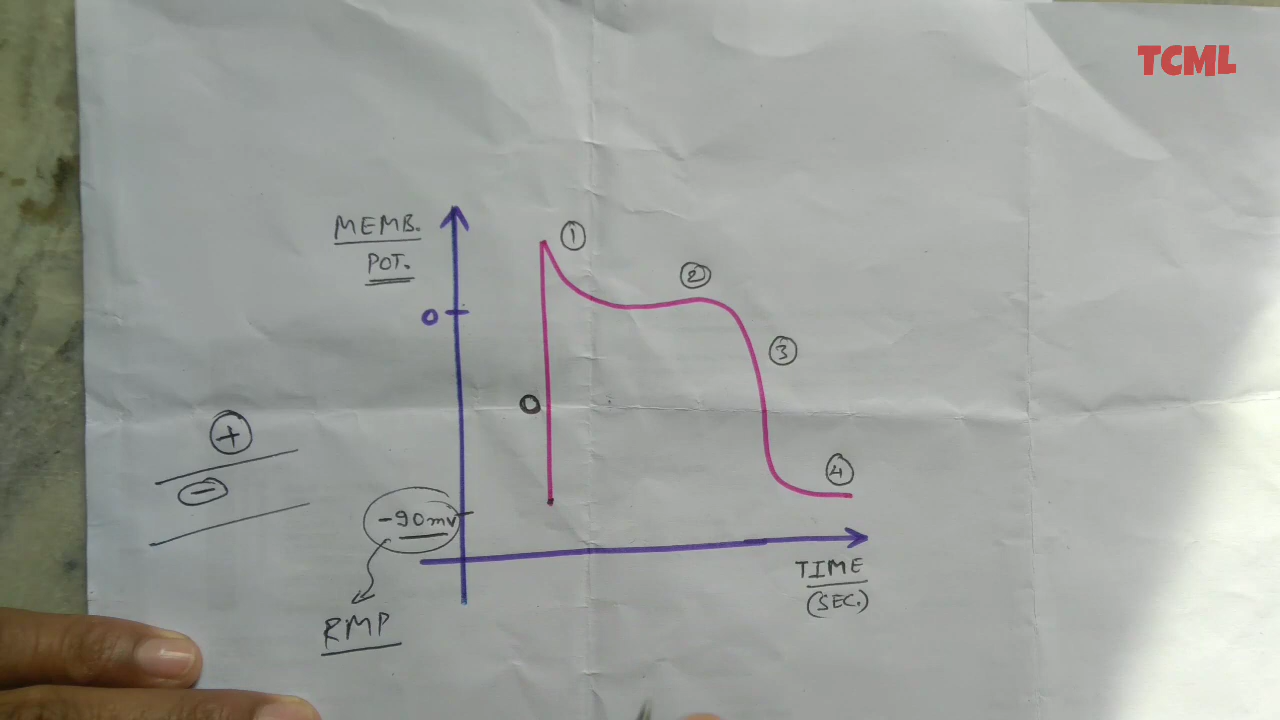 TCML
MEMB.
POT.
1
2
0
3
0
+
4
-
-90mv
TIME
(SEC.)
RMP